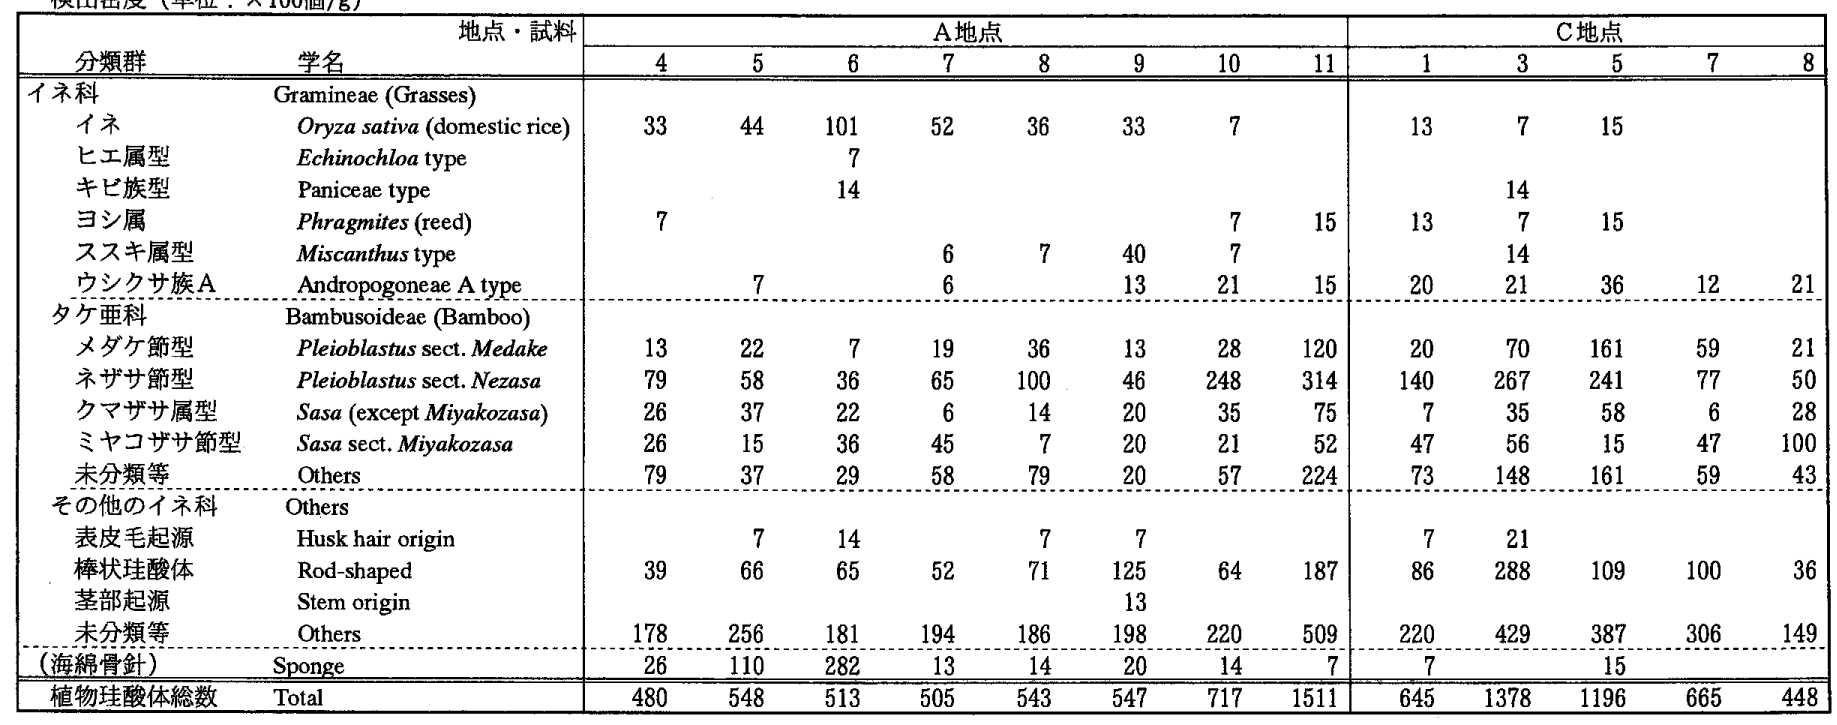 検出密度（単位：×100個/g）
地点・試料 A地点 C地点
分類群 学名 4 5 6 7 8 9 10 11 1 3 5 7 8
イネ科 Gramineae (Grasses)
イネ Oryza sativa (domestic rice) 33 44 101 52 36 33 7 13 7 15
ヒエ属型 Echinochloa type 7
キビ族型 Paniceae type 14 14
ヨシ属 Phragmites (reed) 7 7 15 13 7 15
ススキ属型 Miscanthus type 6 7 40 7 14
ウシクサ族A Andropogoneae A type 7 6 13 21 15 20 21 36 12 21
タケ亜科 Bambusoideae (Bamboo)
メダケ節型 Pleioblastus sect. Medake 13 22 7 19 36 13 28 120 20 70 161 59 21
ネザサ節型 Pleioblastus sect. Nezasa 79 58 36 65 100 46 248 314 140 267 241 77 50
クマザサ属型 Sasa (except Miyakozasa) 26 37 22 6 14 20 35 75 7 35 58 6 28
ミヤコザサ節型 Sasa sect. Miyakozasa 26 15 36 45 7 20 21 52 47 56 15 47 100
未分類等 Others 79 37 29 58 79 20 57 224 73 148 161 59 43
その他のイネ科 Others
表皮毛起源 Husk hair origin 7 14 7 7 7 21
棒状珪酸体 Rod-shaped 39 66 65 52 71 125 64 187 86 288 109 100 36
茎部起源 Stem origin 13
未分類等 Others 178 256 181 194 186 198 220 509 220 429 387 306 149
（海綿骨針） Sponge 26 110 282 13 14 20 14 7 7 15
植物珪酸体総数 Total 480 548 513 505 543 547 717 1511 645 1378 1196 665 448